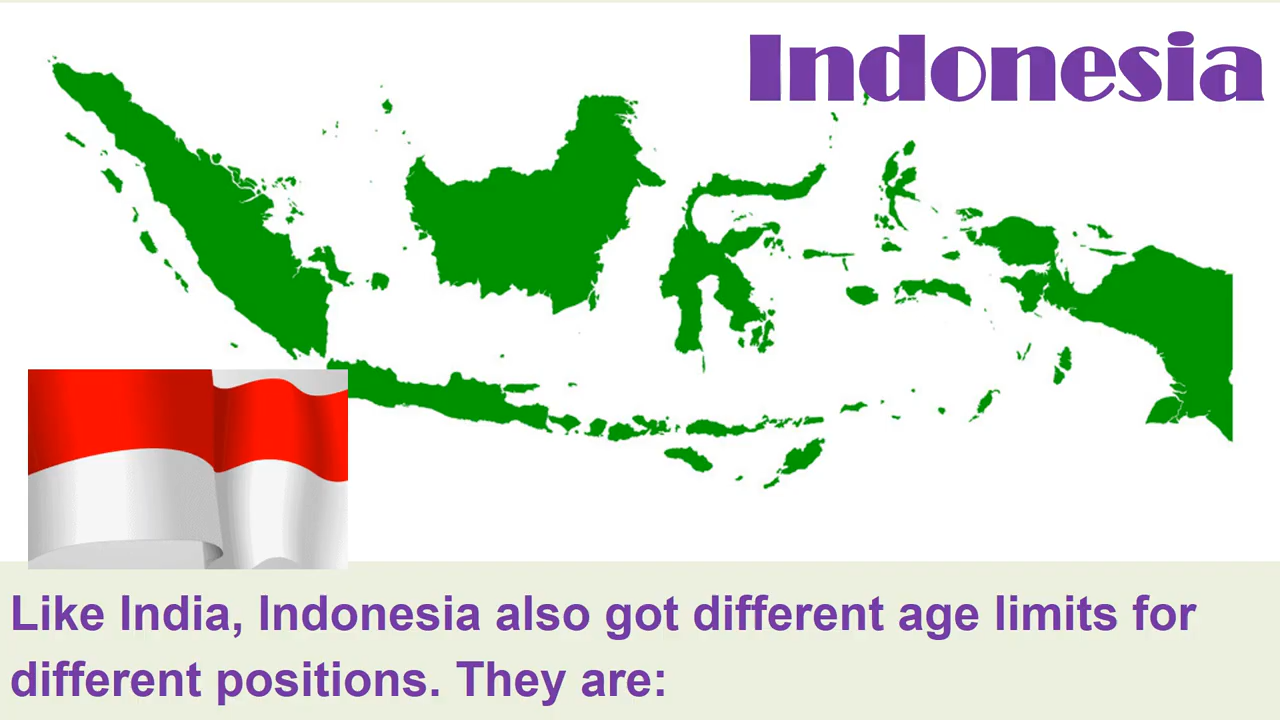 Indonesia
Like India, Indonesia also got different age limits for
different positions. They are: